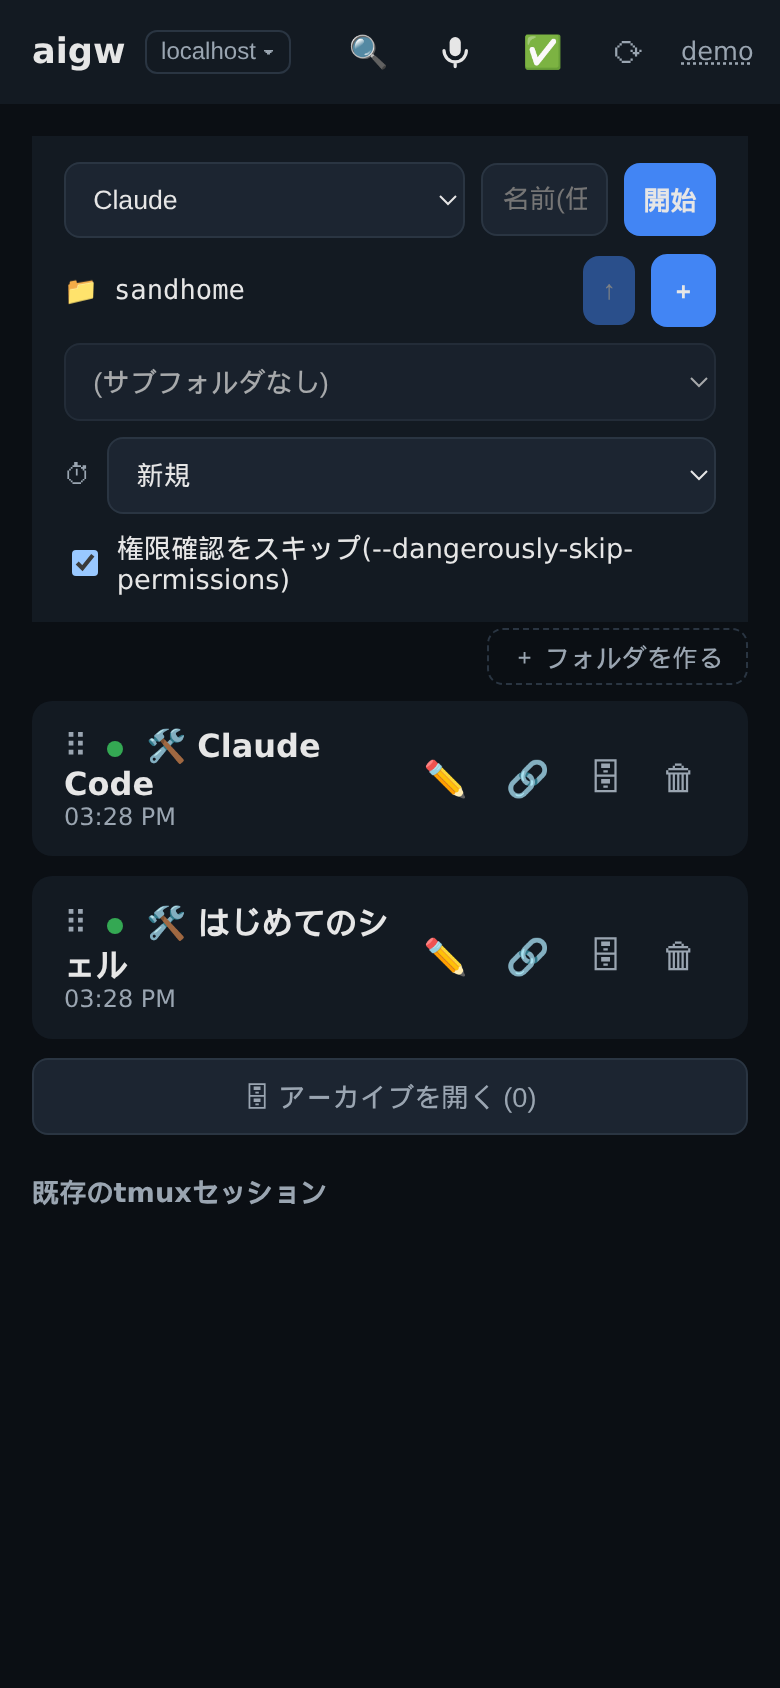 aigw localhost demo
Claude 名前(任 開始
sandhome ↑ +
(サブフォルダなし)
新規
権限確認をスキップ(--dangerously-skip-
permissions)
+ フォルダを作る
Claude
Code
03:28 PM
はじめてのシ
ェル
03:28 PM
アーカイブを開く (0)
既存のtmuxセッション